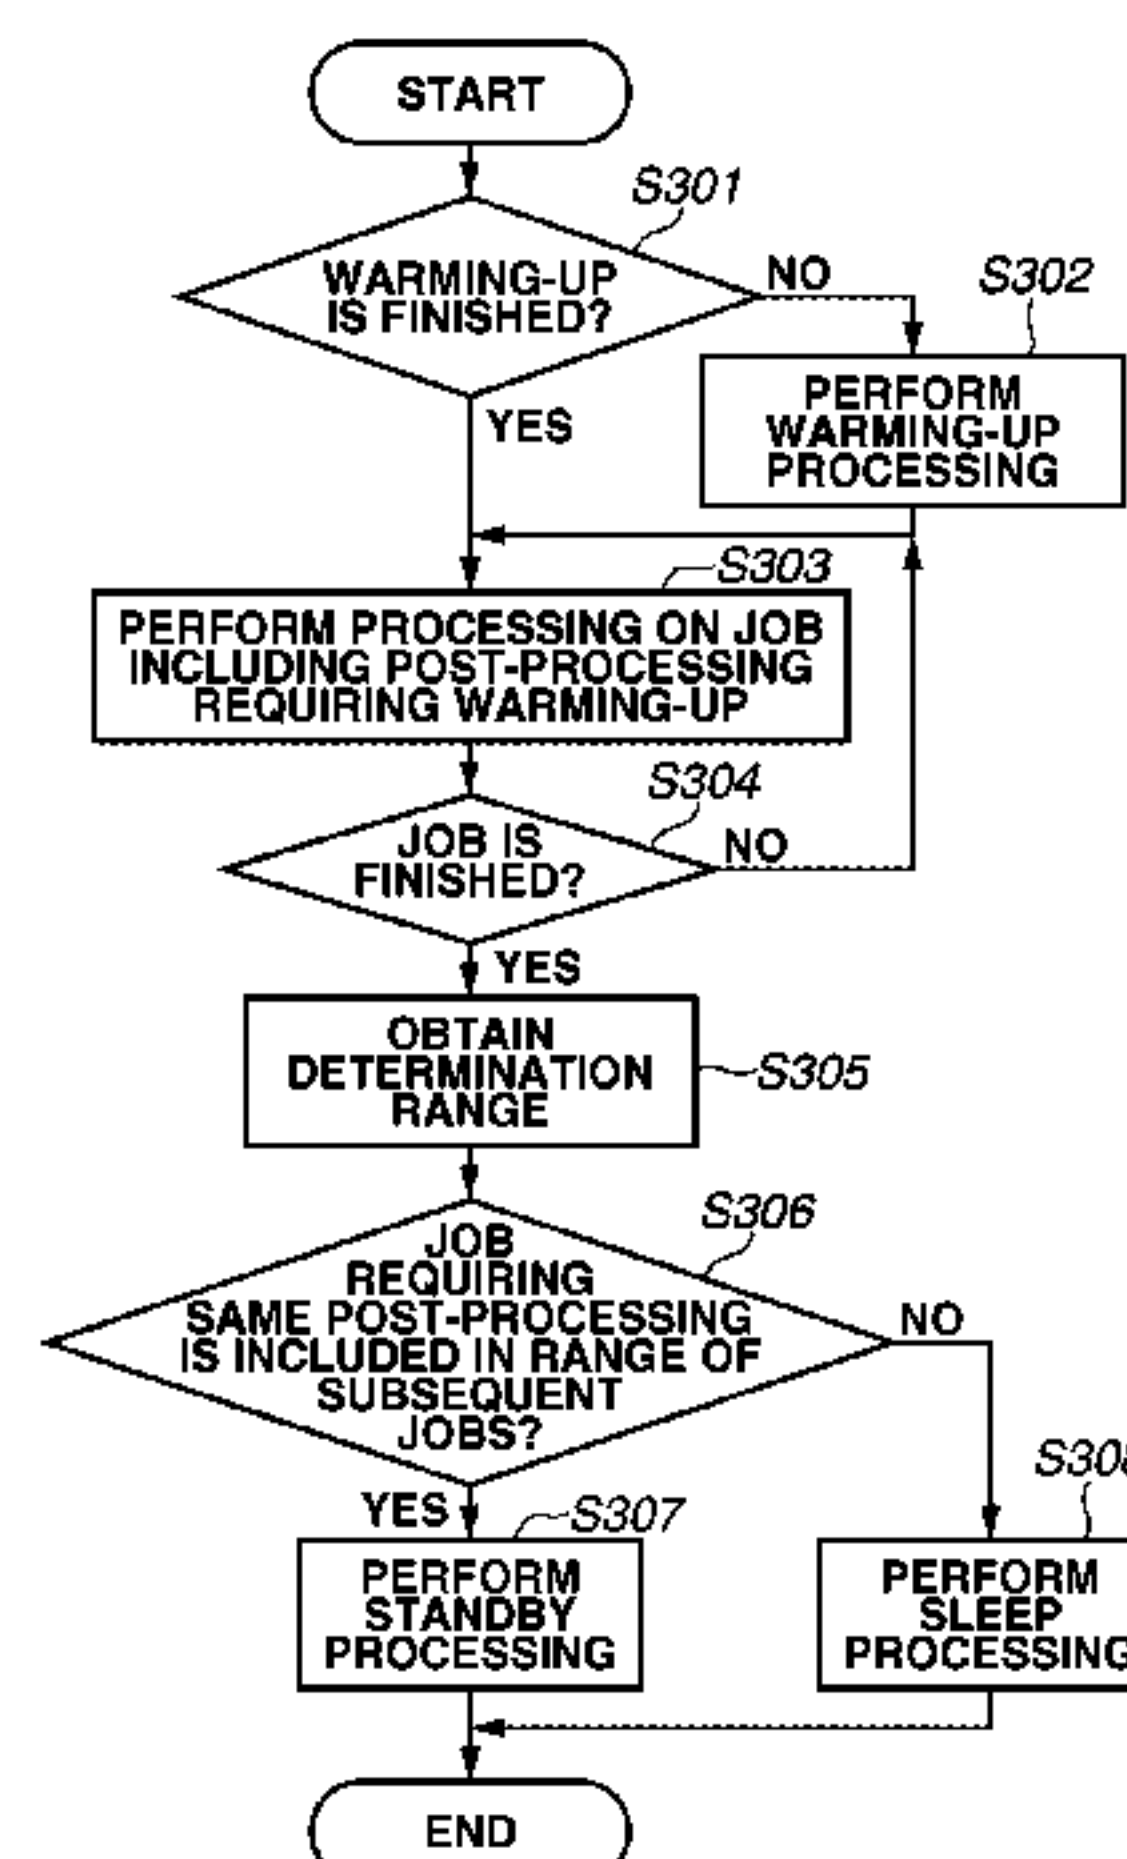 START
S301
WARMING-UP
IS FINISHED?
NO
S302
PERFORM
WARMING-UP
PROCESSING
YES
S303
PERFORM PROCESSING ON JOB
INCLUDING POST-PROCESSING
REQUIRING WARMING-UP
S304
JOB IS
FINISHED?
NO
YES
OBTAIN
DETERMINATION
RANGE
S305
S306
JOB
REQUIRING
SAME POST-PROCESSING
IS INCLUDED IN RANGE OF
SUBSEQUENT
JOBS?
NO
YES
S307
PERFORM
STANDBY
PROCESSING
S308
PERFORM
SLEEP
PROCESSING
END